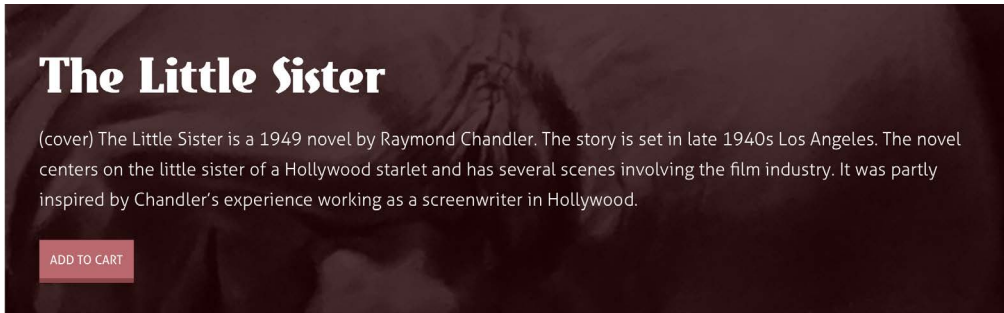 The Little Sister
(cover) The Little Sister is a 1949 novel by Raymond Chandler. The story is set in late 1940s Los Angeles. The novel
centers on the little sister of a Hollywood starlet and has several scenes involving the film industry. It was partly
inspired by Chandler’s experience working as a screenwriter in Hollywood.
ADD TO CART